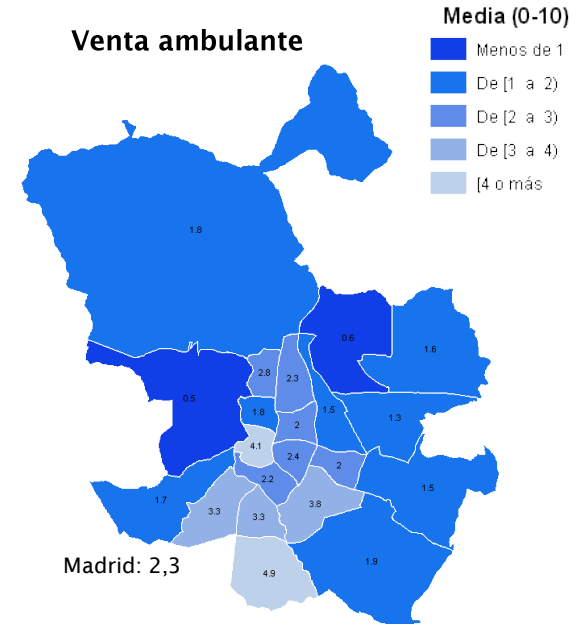 Media (0-10)
Venta ambulante
Menos de 1
De [1 a 2)
De [2 a 3)
De [3 a 4)
[4 o más
1.8
0.6
1.6
2.8
2.3
0.5
1.8
1.5
1.3
2
4.1
2.4
2
2.2
1.7
1.5
3.3
3.3
3.8
1.9
4.9
Madrid: 2,3